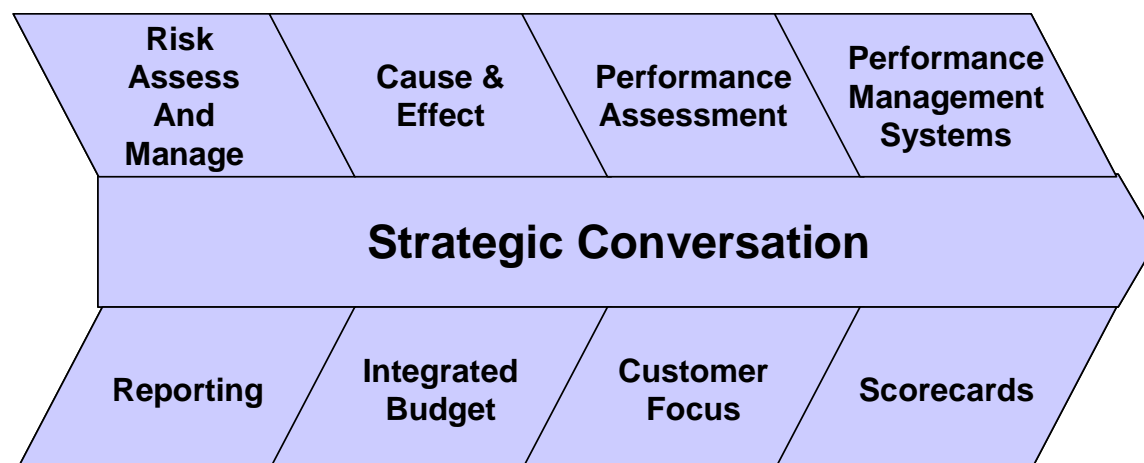 Risk
Assess
And
Manage
Cause &
Effect
Performance
Assessment
Performance
Management
Systems
Strategic Conversation
Reporting
Integrated
Budget
Customer
Focus
Scorecards